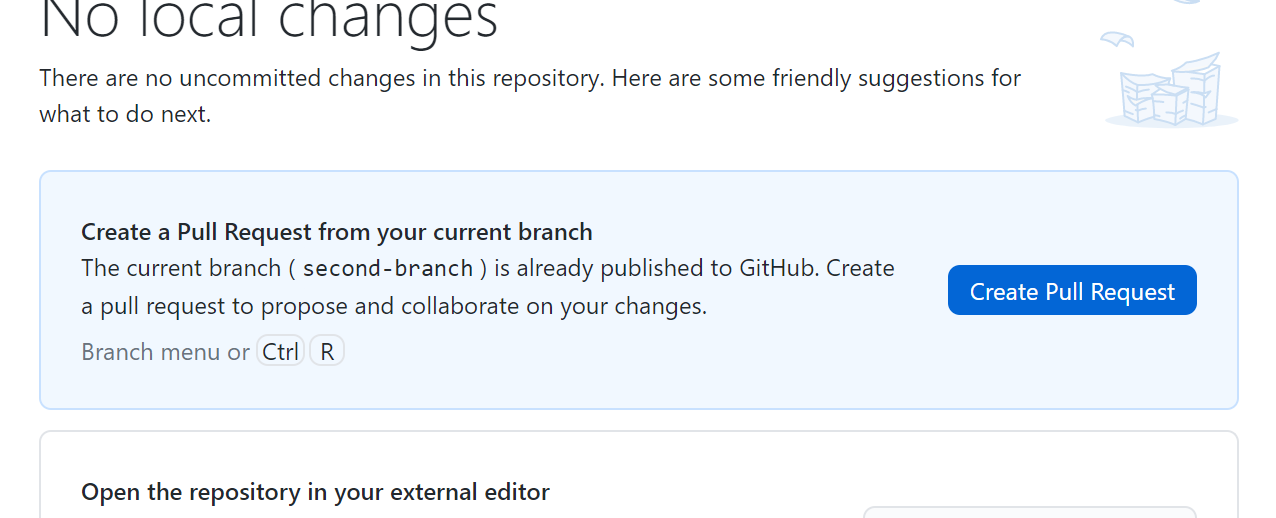 No local changes
There are no uncommitted changes in this repository. Here are some friendly suggestions for
what to do next.
Create a Pull Request from your current branch
The current branch ( second-branch ) is already published to GitHub. Create
a pull request to propose and collaborate on your changes.
Create Pull Request
Branch menu or Ctrl R
Open the repository in your external editor